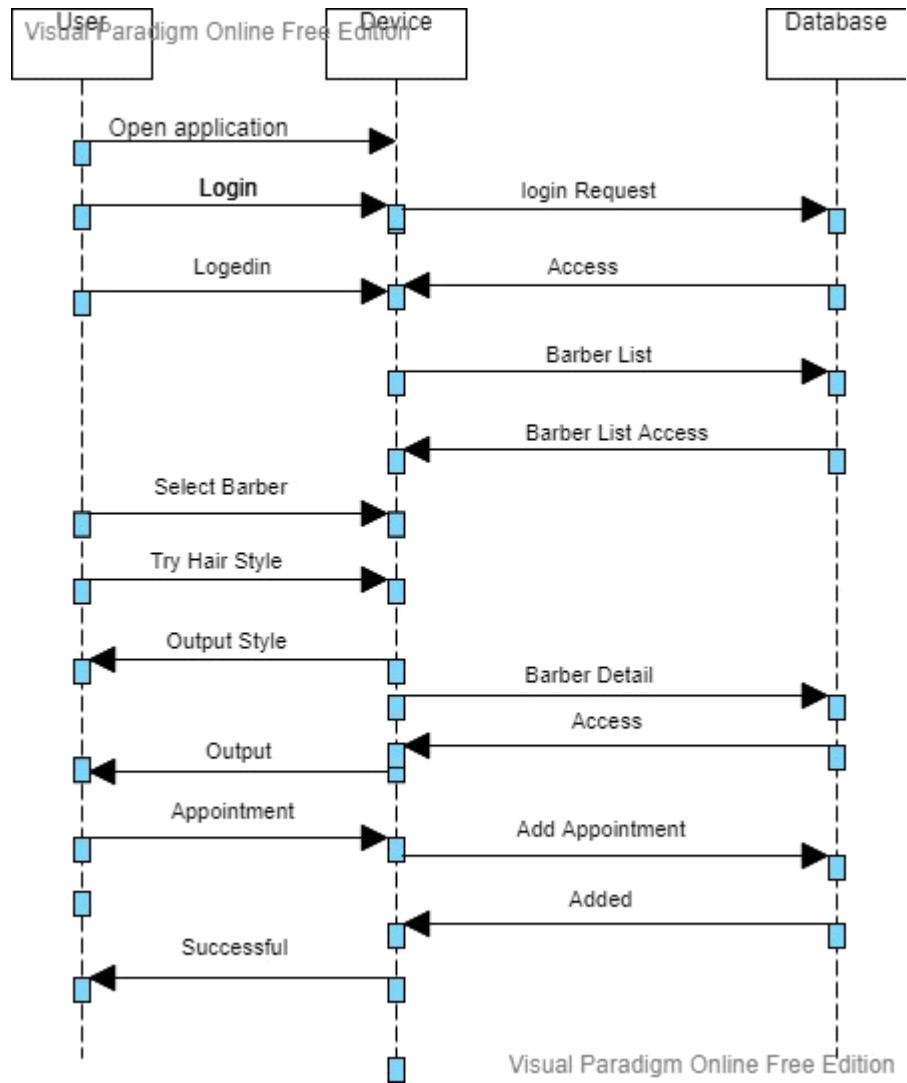 User
Device
Database
Visual Paradigm Online Free Edition
Open application
Login
login Request
Logedin
Access
Barber List
Barber List Access
Select Barber
Try Hair Style
Output Style
Barber Detail
Access
Output
Appointment
Add Appointment
Added
Successful
Visual Paradigm Online Free Edition